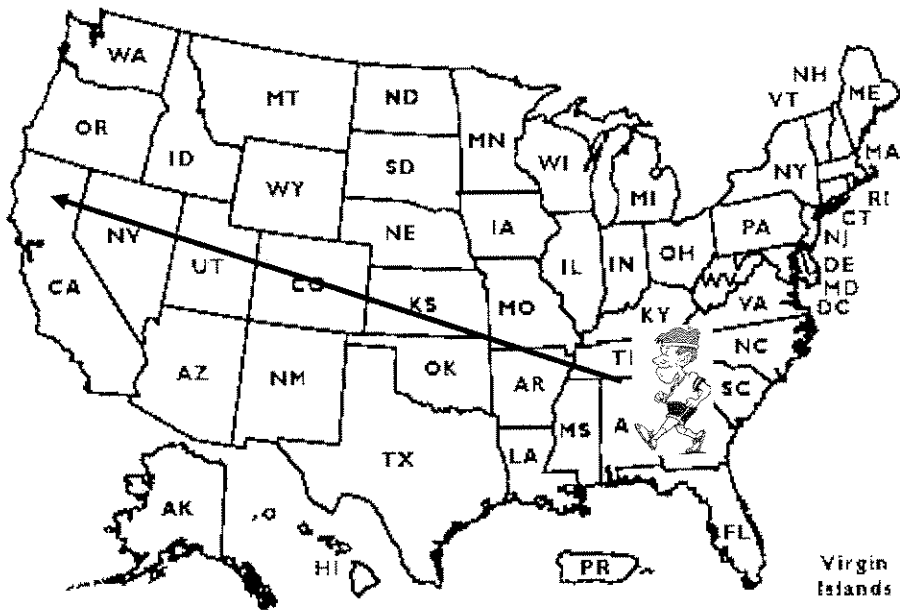 WA
MT
ND
MN
NH
VT
ME
OR
ID
WY
SD
WI
MI
NY
MA
RI
CT
NJ
NY
UT
CO
NE
IA
IL
IN
OH
PA
DE
MD
DC
CA
KS
MO
KY
WV
VA
AZ
NM
OK
AR
NC
SC
MS
A
TX
LA
AK
HI
FL
PR
Virgin
Islands